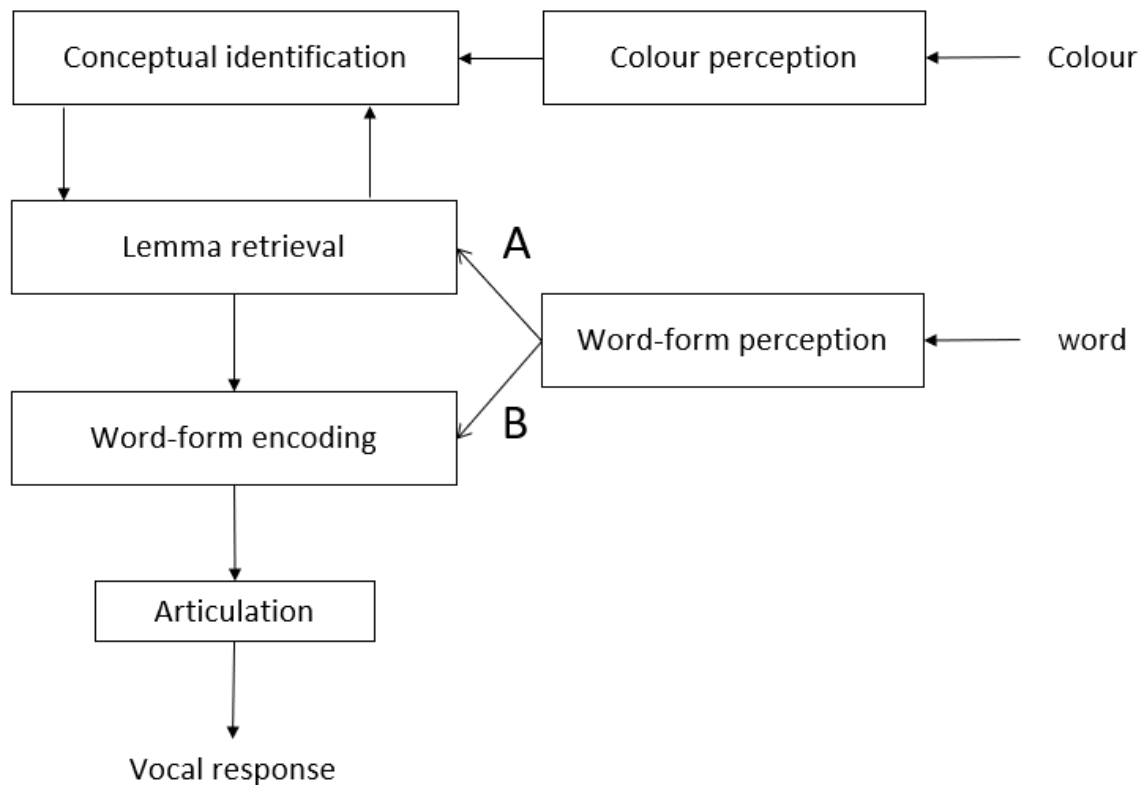 Conceptual identification
Colour perception
Colour
Lemma retrieval
A
Word-form perception
word
Word-form encoding
B
Articulation
Vocal response